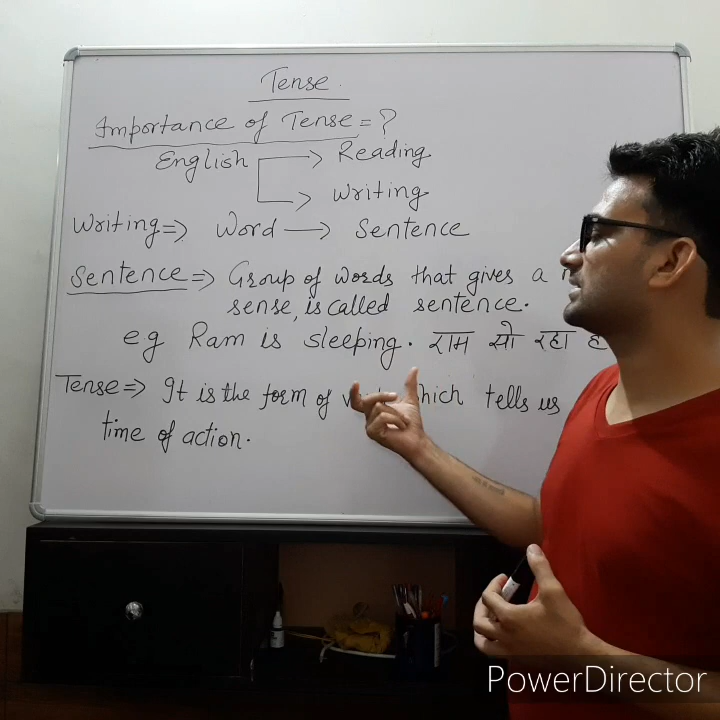 Tense.
Importance of Tense = ?
English → Reading
→ Writing
Writing => Word → Sentence
Sentence => Group of words that gives a
sense, is called sentence.
eg Ram is sleeping. राम सो रहा
Tense => It is the form of which tells us
time of action.
PowerDirector